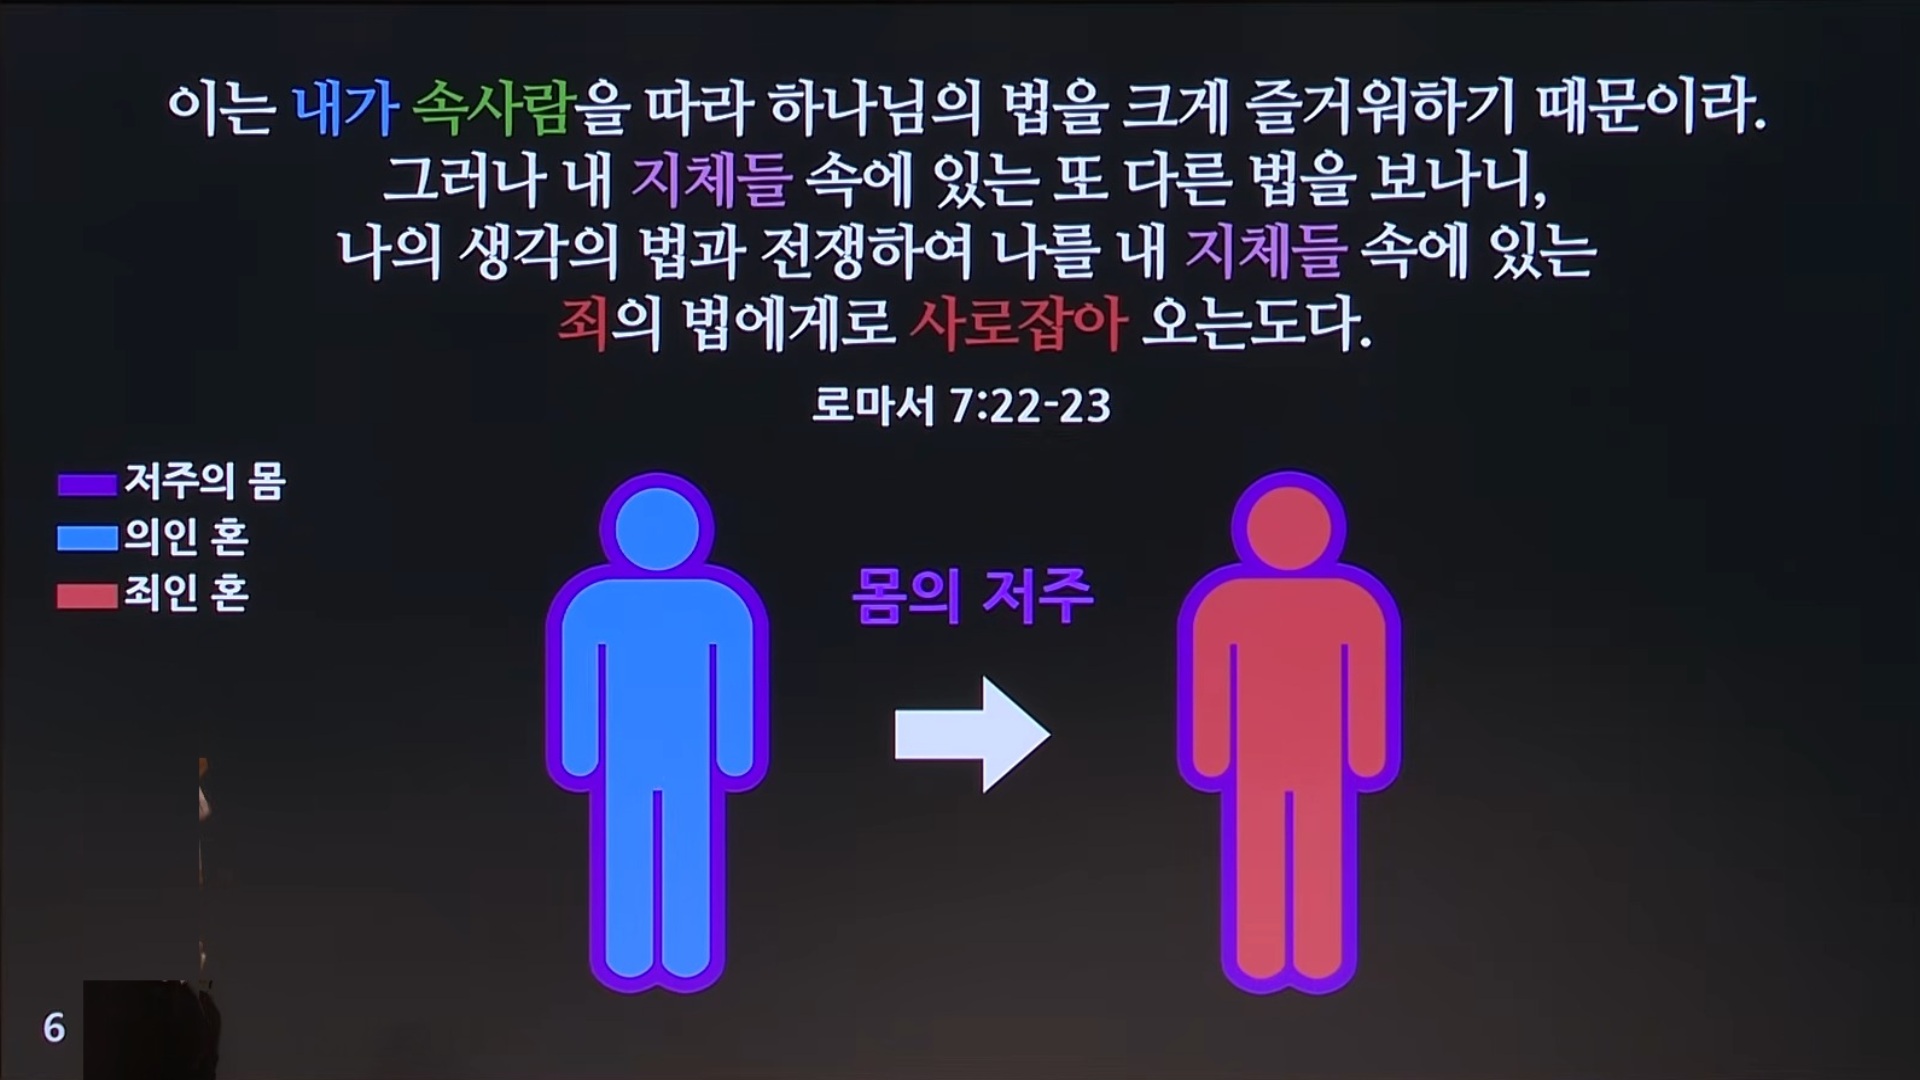 이는 내가 속사람을 따라 하나님의 법을 크게 즐거워하기 때문이라.
그러나 내 지체들 속에 있는 또 다른 법을 보나니,
나의 생각의 법과 전쟁하여 나를 내 지체들 속에 있는
죄의 법에게로 사로잡아 오는도다.
로마서 7:22-23
저주의 몸
의인 혼
죄인 혼
몸의 저주
6